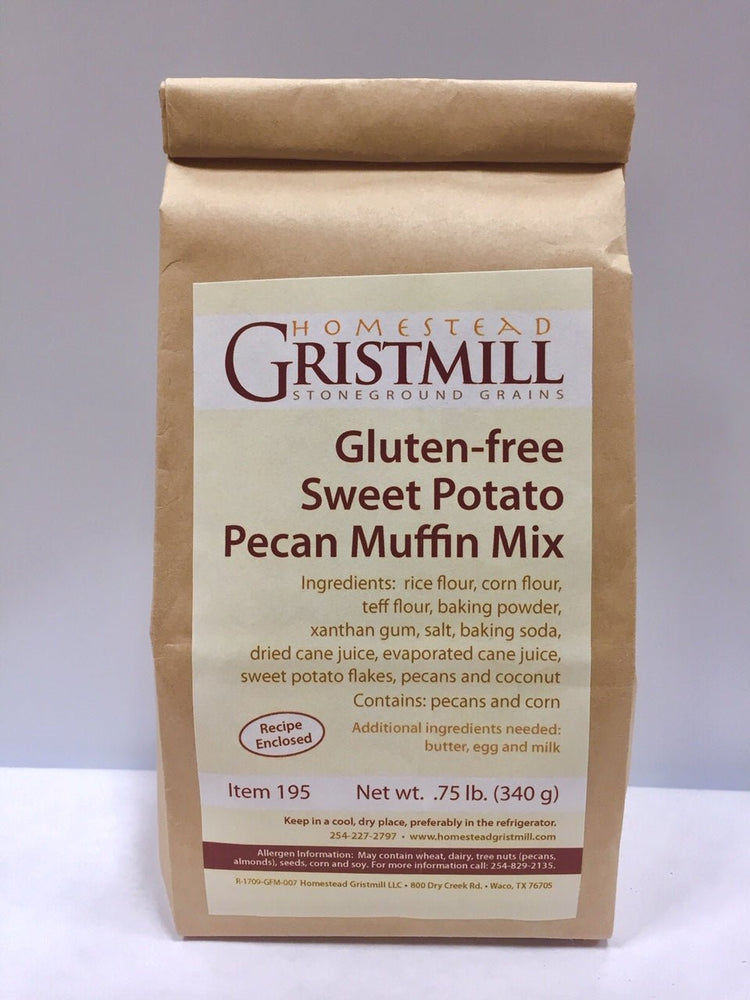 HOMESTEAD
GRISTMILL
STONEGROUND GRAINS
Gluten-free
Sweet Potato
Pecan Muffin Mix
Ingredients: rice flour, corn flour,
teff flour, baking powder,
xanthan gum, salt, baking soda,
dried cane juice, evaporated cane juice,
sweet potato flakes, pecans and coconut
Contains: pecans and corn
Recipe
Enclosed
Additional ingredients needed:
butter, egg and milk
Item 195 Net wt. .75 lb. (340 g)
Keep in a cool, dry place, preferably in the refrigerator.
254-227-2797 • www.homesteadgristmill.com
Allergen Information: May contain wheat, dairy, tree nuts (pecans,
almonds), seeds, corn and soy. For more information call: 254-829-2135.
R-1709-GFM-007 Homestead Gristmill LLC • 800 Dry Creek Rd. • Waco, TX 76705